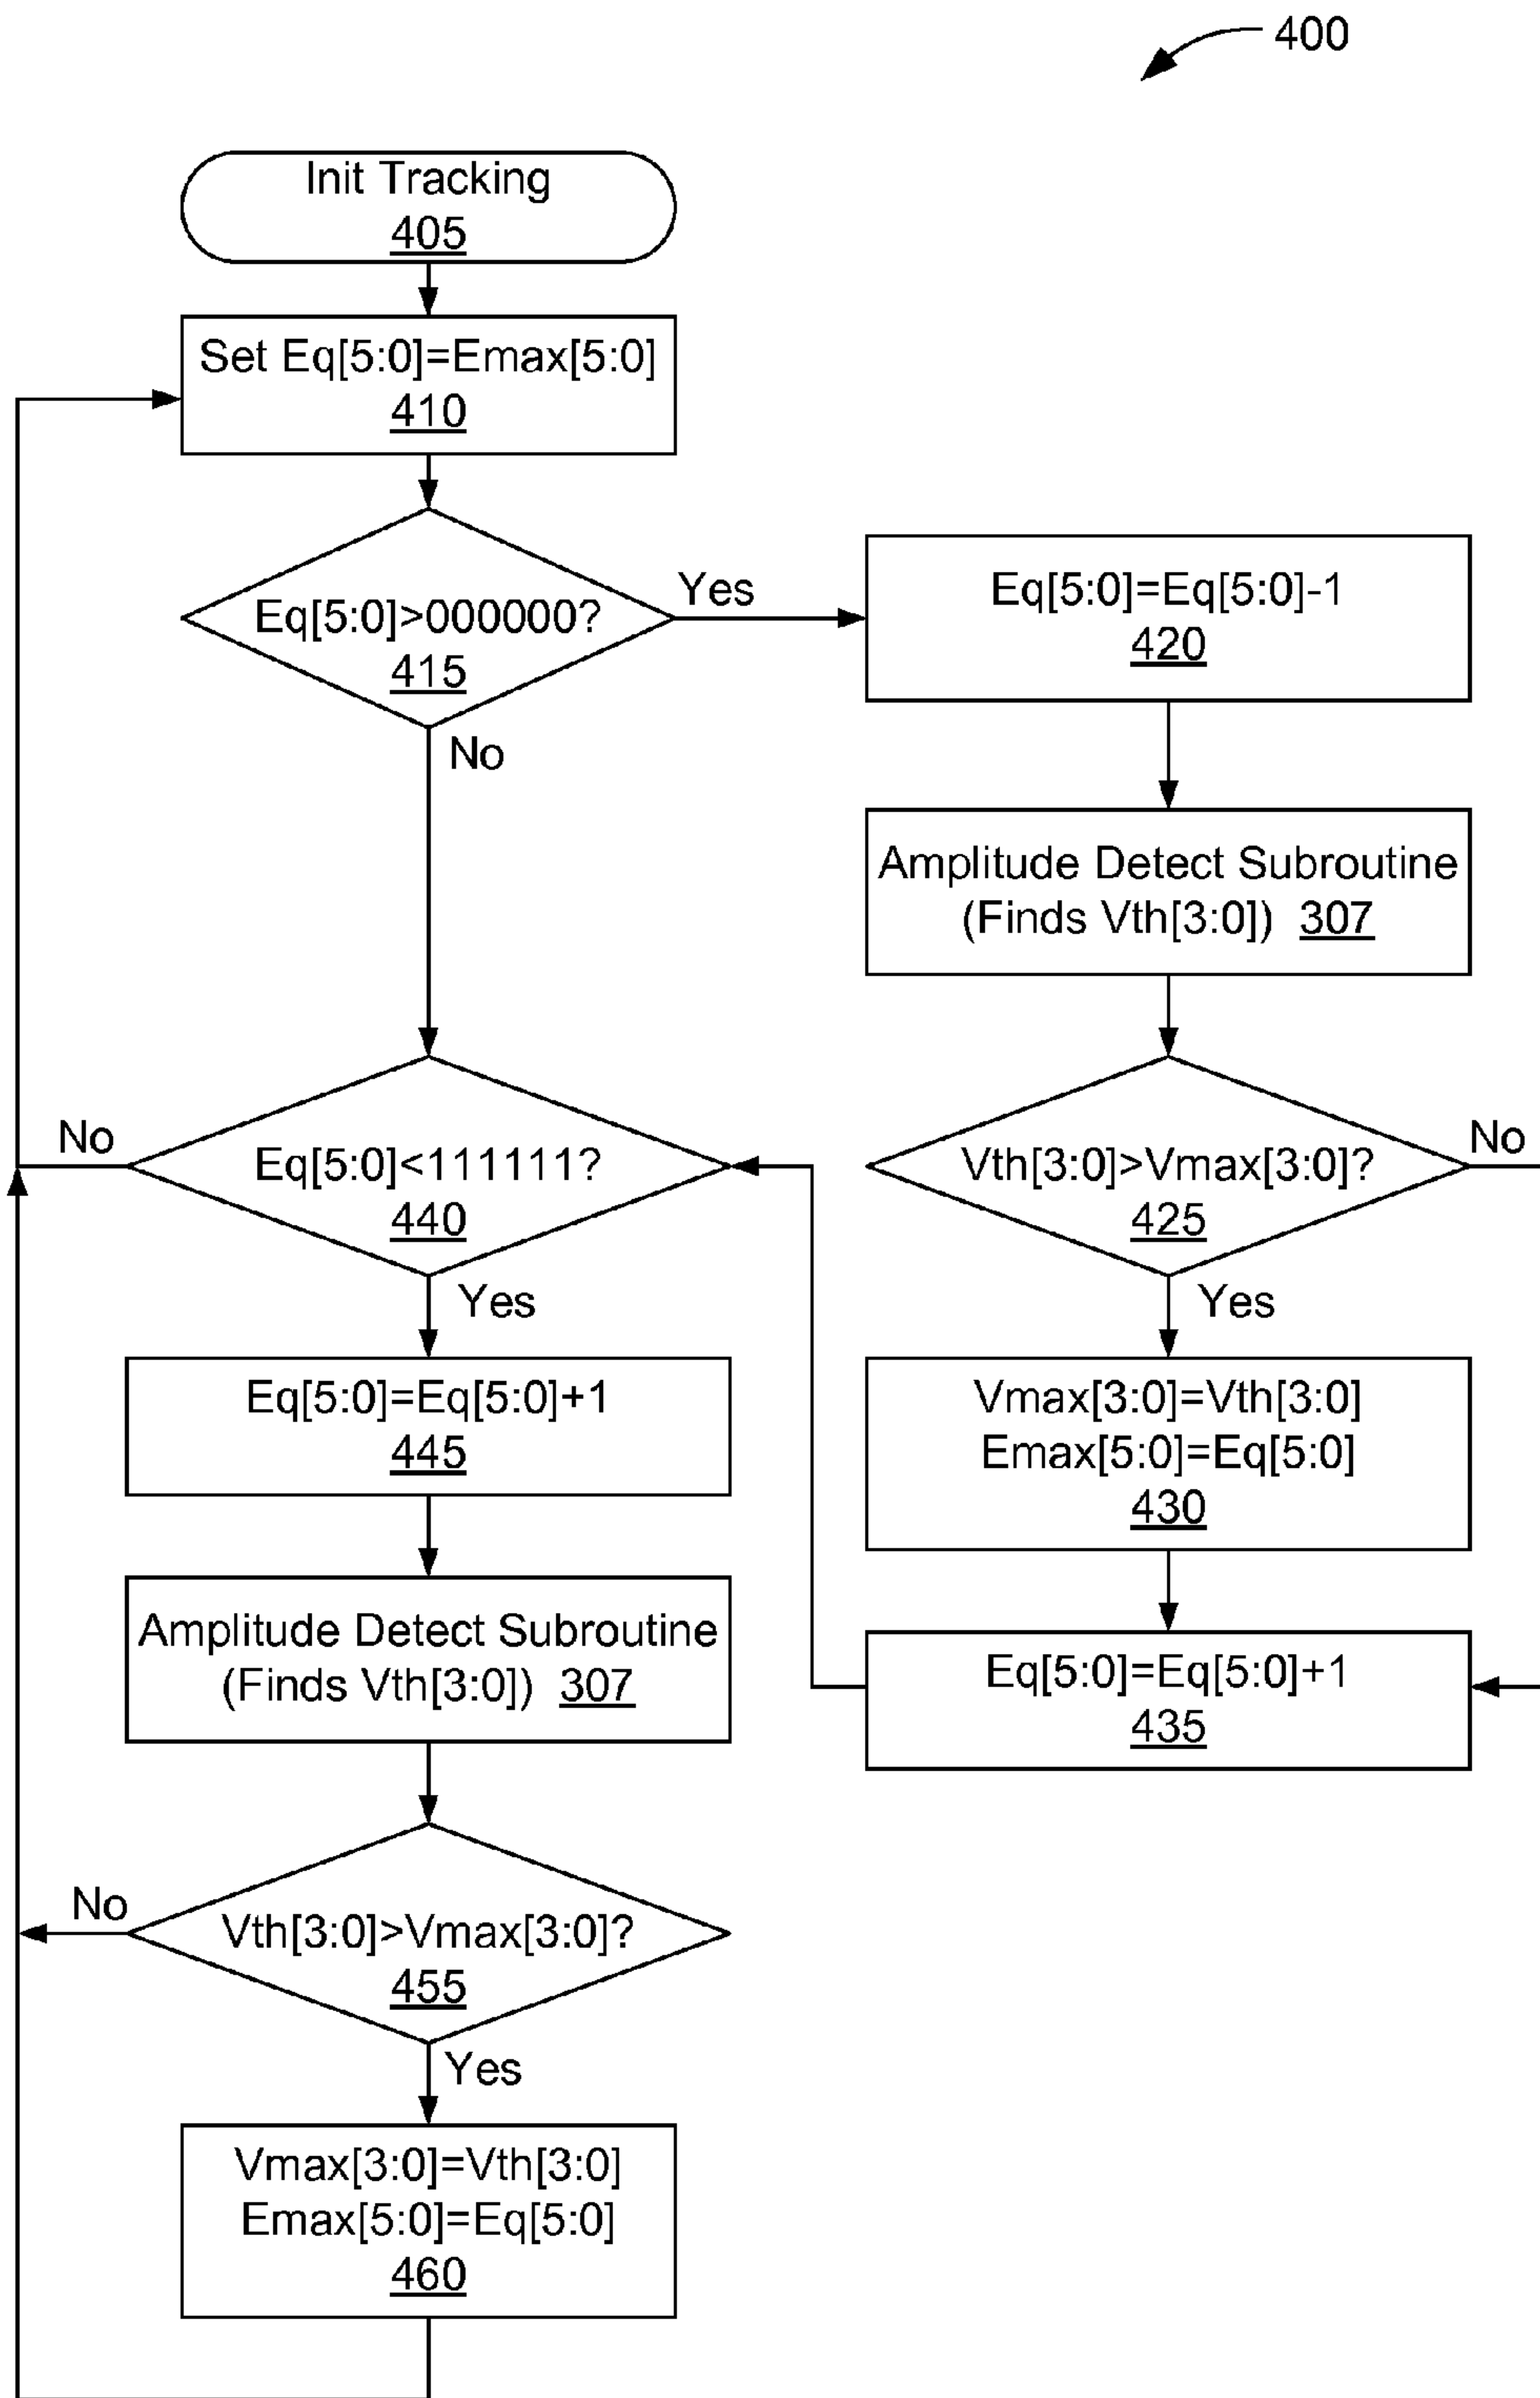 400
Init Tracking
405
Set Eq[5:0]=Emax[5:0]
410
Eq[5:0]>000000?
415
Yes
No
Eq[5:0]=Eq[5:0]-1
420
Amplitude Detect Subroutine
(Finds Vth[3:0]) 307
Vth[3:0]>Vmax[3:0]?
425
No
Yes
Vmax[3:0]=Vth[3:0]
Emax[5:0]=Eq[5:0]
430
Eq[5:0]=Eq[5:0]+1
435
No
Eq[5:0]<111111?
440
Yes
Eq[5:0]=Eq[5:0]+1
445
Amplitude Detect Subroutine
(Finds Vth[3:0]) 307
No
Vth[3:0]>Vmax[3:0]?
455
Yes
Vmax[3:0]=Vth[3:0]
Emax[5:0]=Eq[5:0]
460